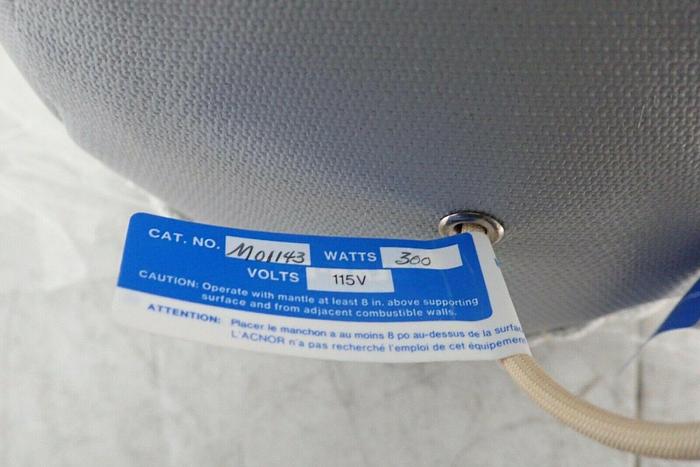 CAT. NO. M01143 WATTS 300
VOLTS 115V
CAUTION: Operate with mantle at least 8 in. above supporting
surface and from adjacent combustible walls.
ATTENTION: Placer le manchon a au moins 8 po au-dessus de la
L'ACNOR n'a pas recherché l'emploi de cet